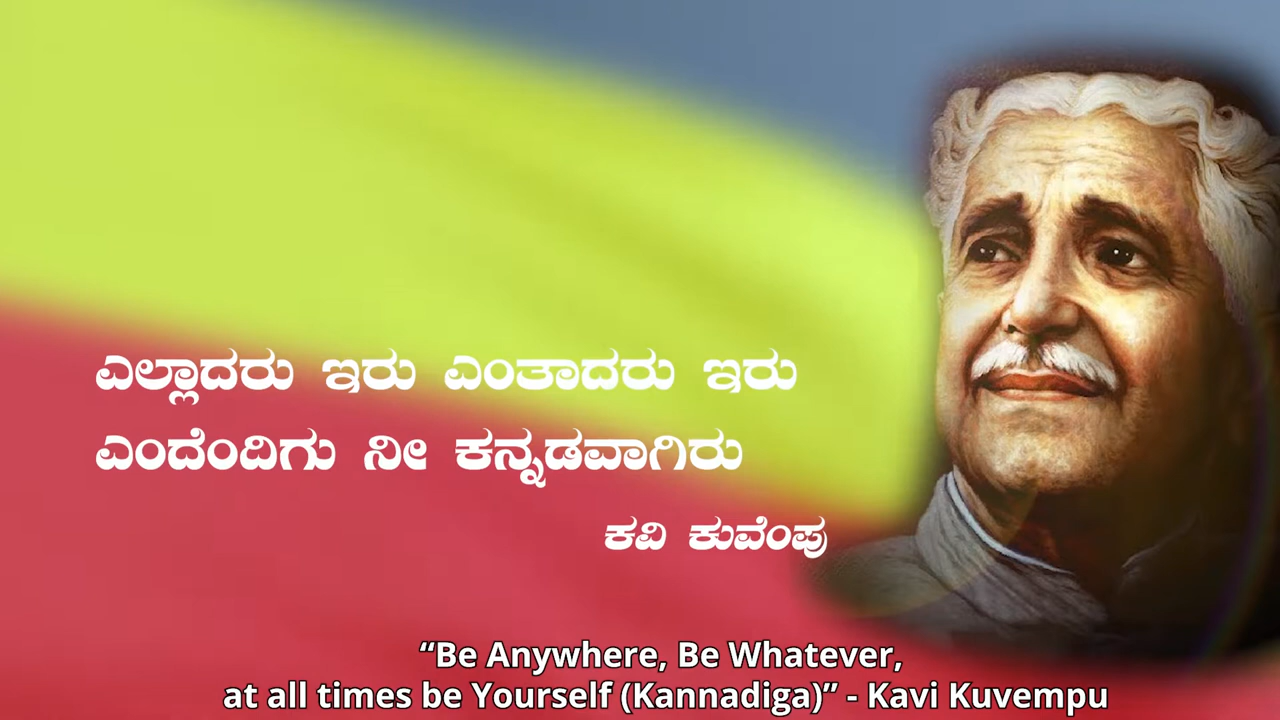 ಎಲ್ಲಾದರು ಇರು ಎಂತಾದರು ಇರು
ಎಂದೆಂದಿಗು ನೀ ಕನ್ನಡವಾಗಿರು
ಕವಿ ಕುವೆಂಪು
“Be Anywhere, Be Whatever,
at all times be Yourself (Kannadiga)” - Kavi Kuvempu